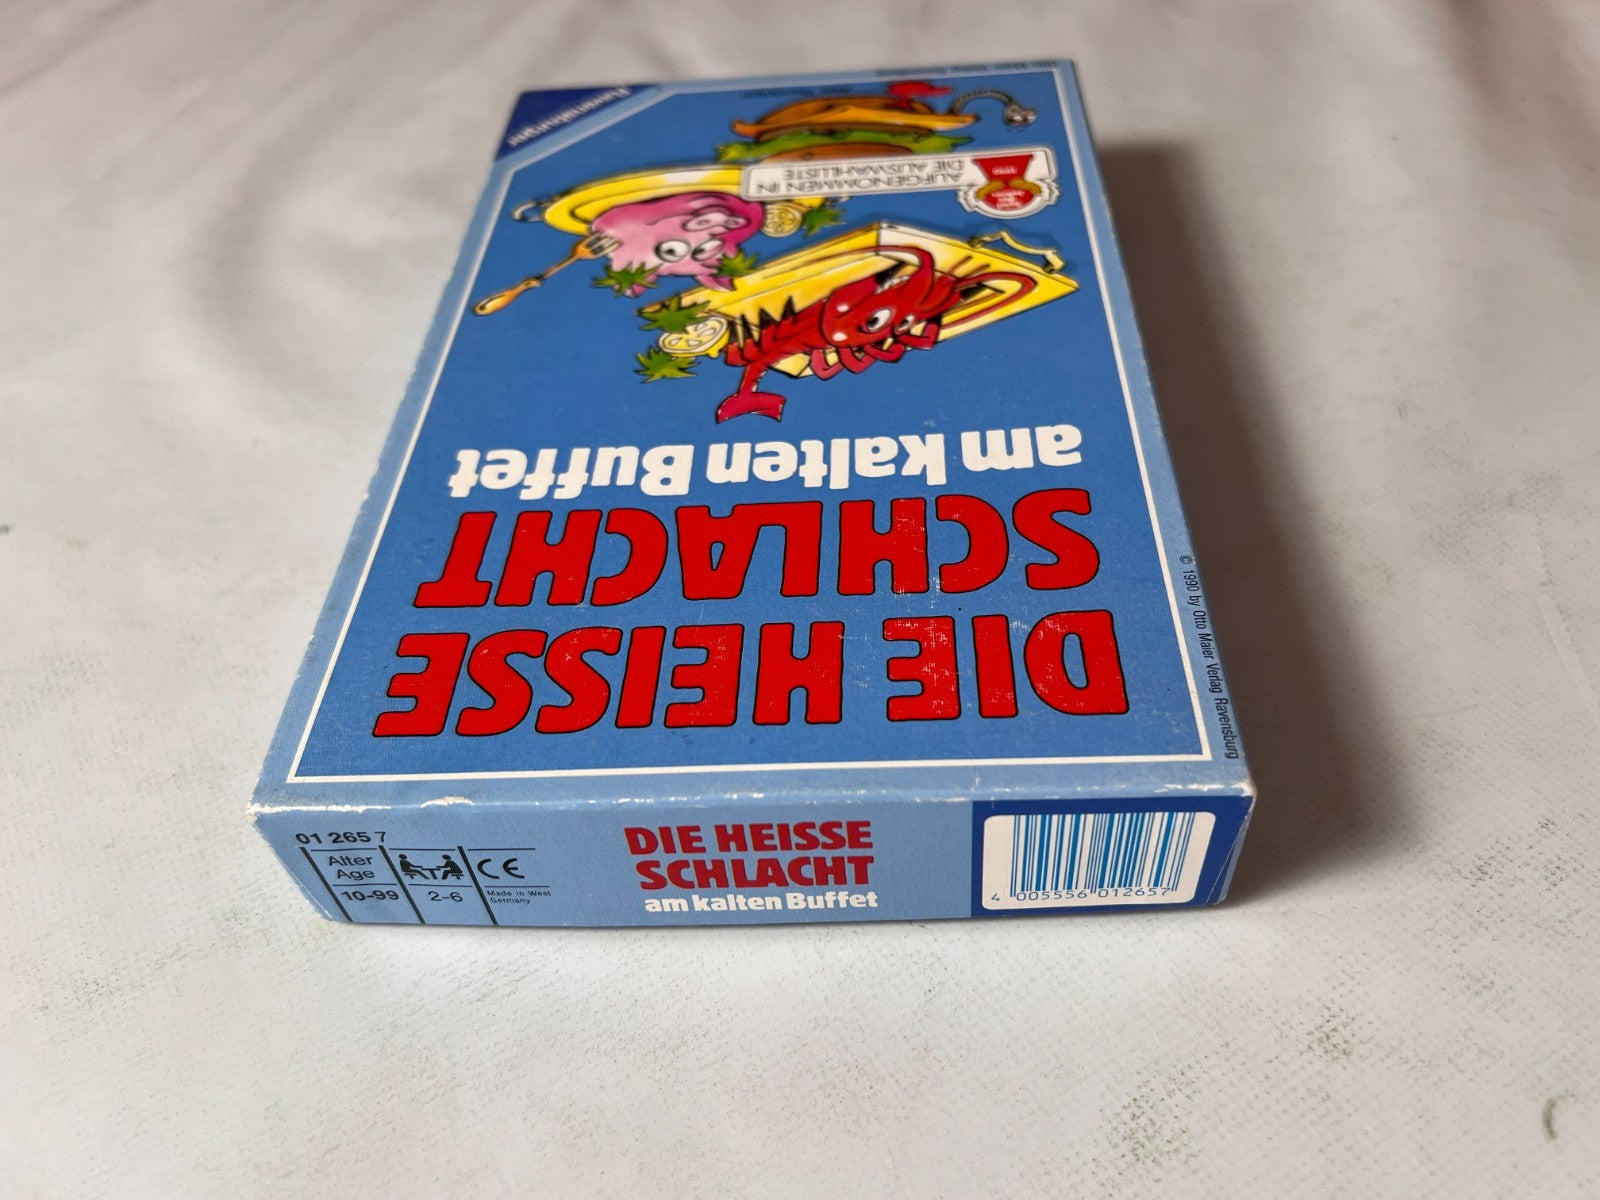 Ravensburger
AUFGENOMMEN IN
DIE AUSWAHLLISTE
DIE HEISSE
SCHLACHT
am kalten Buffet
© 1990 by Otto Maier Verlag Ravensburg
01 265 7
Alter
Age
10-99
2-6
CE
Made in West
Germany
DIE HEISSE
SCHLACHT
am kalten Buffet
4 005556 012657